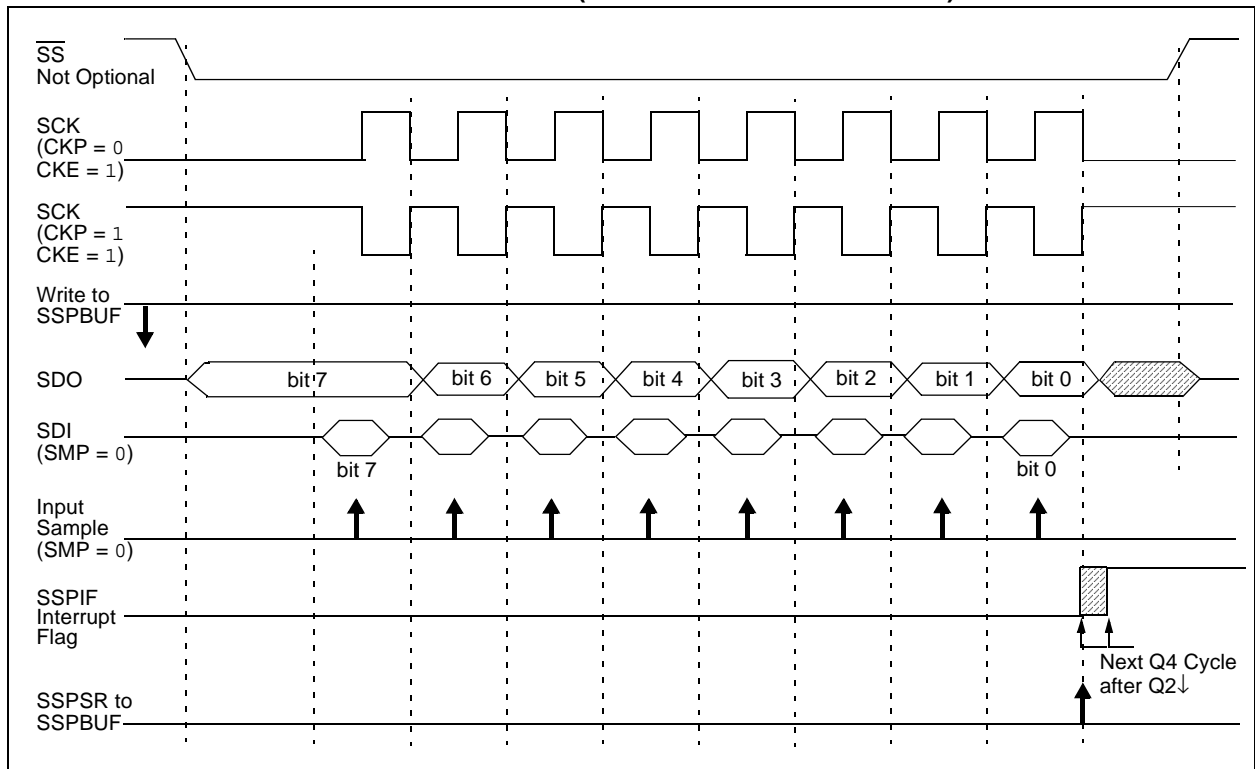 SS
Not Optional
SCK
(CKP = 0
CKE = 1)
SCK
(CKP = 1
CKE = 1)
Write to
SSPBUF
SDO
bit 7 bit 6 bit 5 bit 4 bit 3 bit 2 bit 1 bit 0
SDI
(SMP = 0)
bit 7 bit 0
Input
Sample
(SMP = 0)
SSPIF
Interrupt
Flag
Next Q4 Cycle
after Q2↓
SSPSR to
SSPBUF